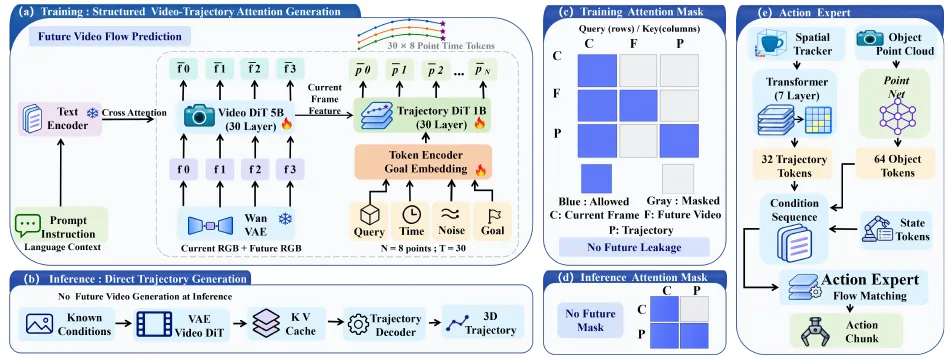 (a) Training : Structured Video-Trajectory Attention Generation
Future Video Flow Prediction
30 × 8 Point Time Tokens
f̄0 f̄1 f̄2 f̄3
p̄0 p̄1 p̄2 ... p̄N
Current
Frame
Feature
Text
Encoder
Cross Attention
Video DiT 5B
(30 Layer)
Trajectory DiT 1B
(30 Layer)
f0 f1 f2 f3
Token Encoder
Goal Embedding
Wan
VAE
Query Time Noise Goal
Prompt
Instruction
Language Context
Current RGB + Future RGB
N = 8 points ; T = 30
(b) Inference : Direct Trajectory Generation
No Future Video Generation at Inference
Known
Conditions
VAE
Video DiT
K V
Cache
Trajectory
Decoder
3D
Trajectory
(c) Training Attention Mask
Query (rows) / Key(columns)
C F P
C
F
P
Blue : Allowed
Gray : Masked
C: Current Frame F: Future Video
P: Trajectory
No Future Leakage
(d) Inference Attention Mask
C P
No Future
Mask
C
P
(e) Action Expert
Spatial
Tracker
Object
Point Cloud
Transformer
(7 Layer)
Point
Net
32 Trajectory
Tokens
64 Object
Tokens
Condition
Sequence
State
Tokens
Action Expert
Flow Matching
Action
Chunk